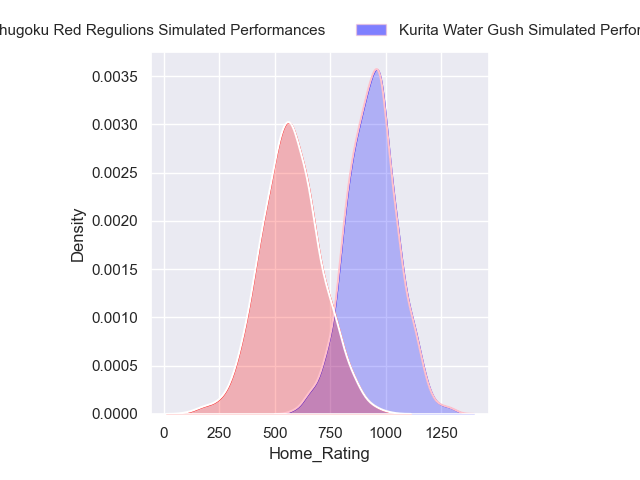 hugoku Red Regulions Simulated Performances
Kurita Water Gush Simulated Perfor
0.0035
0.0030
0.0025
0.0020
0.0015
0.0010
0.0005
0.0000
Density
0 250 500 750 1000 1250
Home_Rating